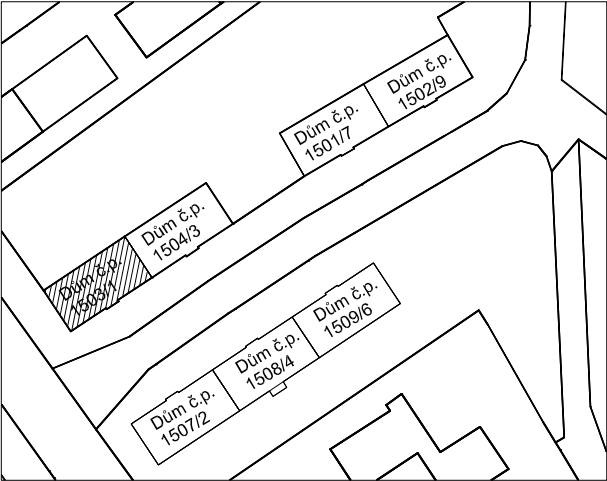 Dům č.p.
1502/9
Dům č.p.
1501/7
Dům č.p.
1504/3
Dům č.p.
1503/1
Dům č.p.
1509/6
Dům č.p.
1508/4
Dům č.p.
1507/2